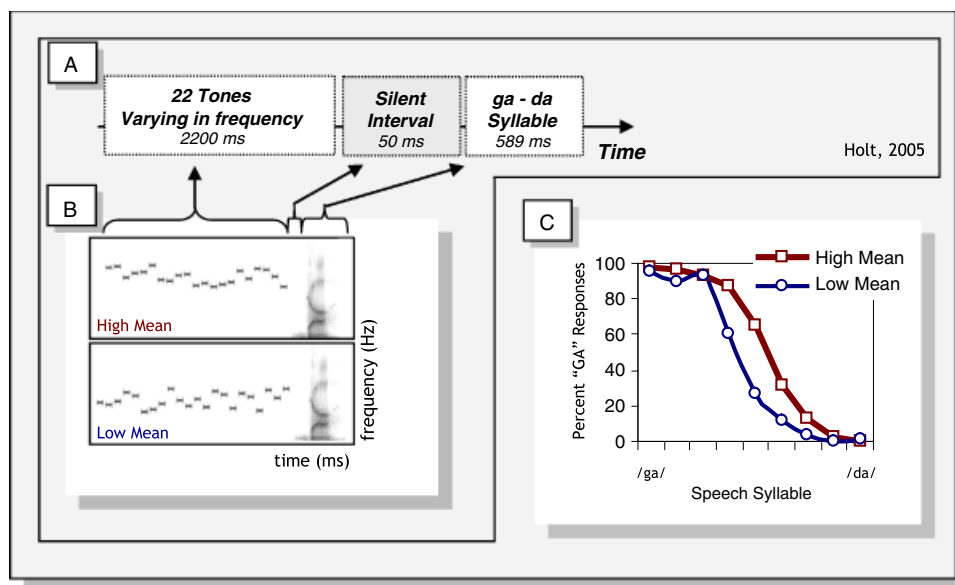 A
22 Tones
Varying in frequency
2200 ms
Silent
Interval
50 ms
ga - da
Syllable
589 ms
Time
Holt, 2005
B
High Mean
Low Mean
frequency (Hz)
time (ms)
C
High Mean
Low Mean
Percent “GA” Responses
100
80
60
40
20
0
/ga/
/da/
Speech Syllable